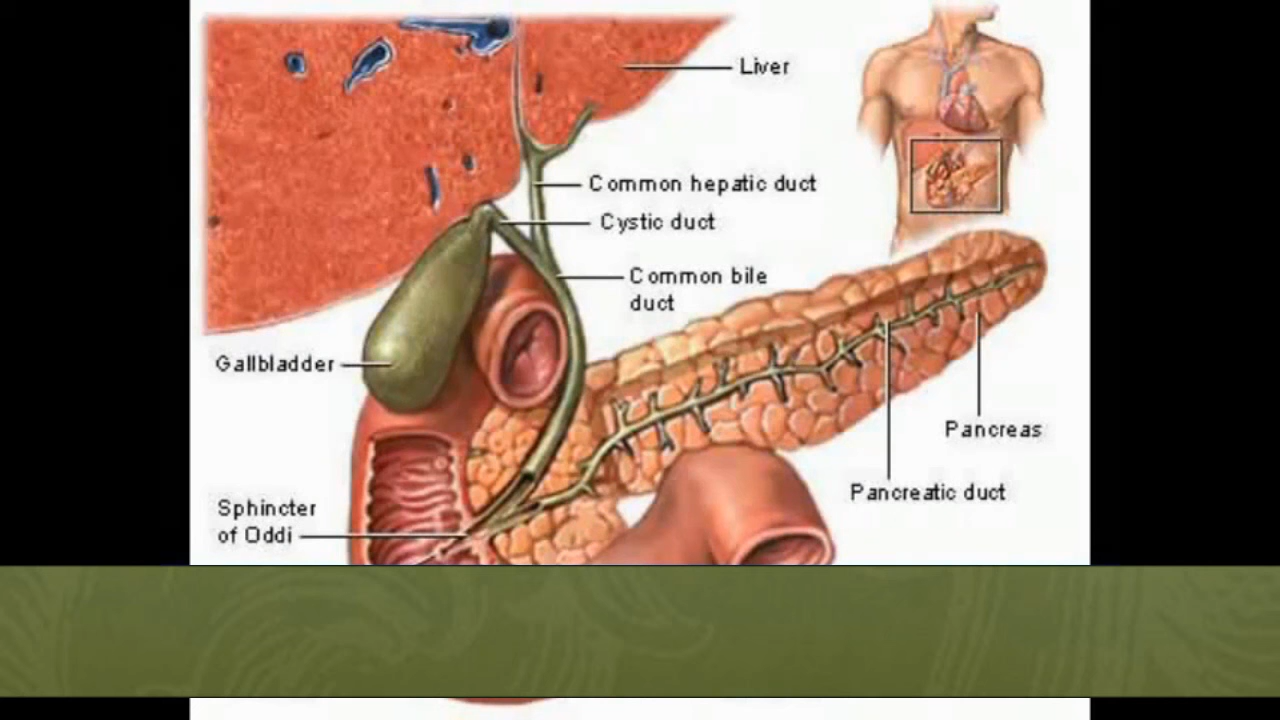 Liver
Common hepatic duct
Cystic duct
Common bile
duct
Gallbladder
Pancreas
Pancreatic duct
Sphincter
of Oddi